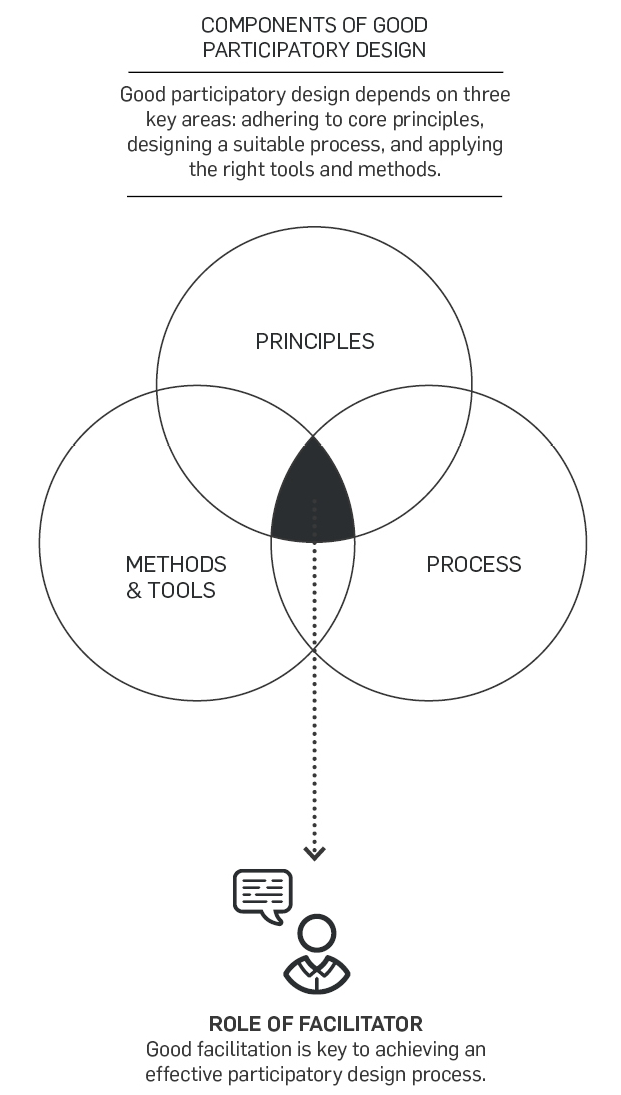 COMPONENTS OF GOOD
PARTICIPATORY DESIGN
Good participatory design depends on three
key areas: adhering to core principles,
designing a suitable process, and applying
the right tools and methods.
PRINCIPLES
METHODS
& TOOLS
PROCESS
ROLE OF FACILITATOR
Good facilitation is key to achieving an
effective participatory design process.